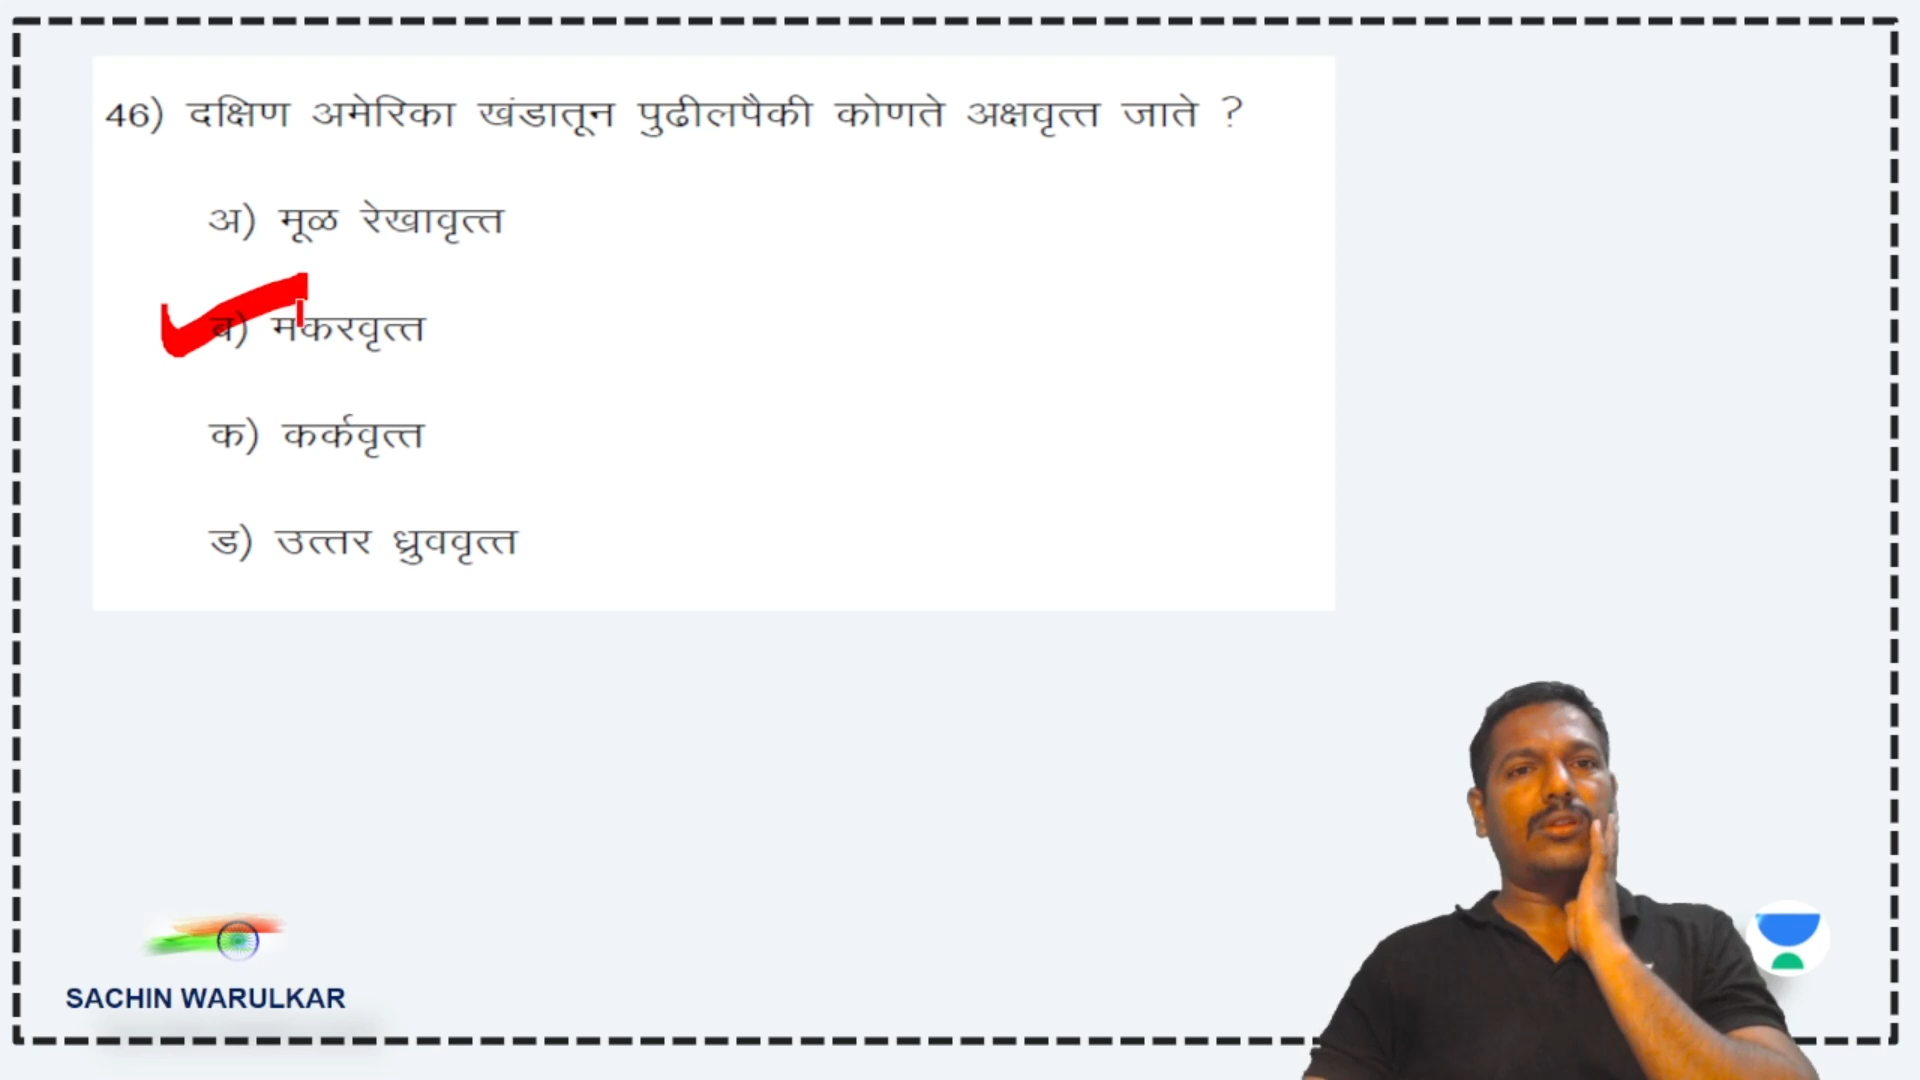 46) दक्षिण अमेरिका खंडातून पुढीलपैकी कोणते अक्षवृत्त जाते ?
अ) मूळ रेखावृत्त
ब) मकरवृत्त
क) कर्कवृत्त
ड) उत्तर ध्रुववृत्त
SACHIN WARULKAR